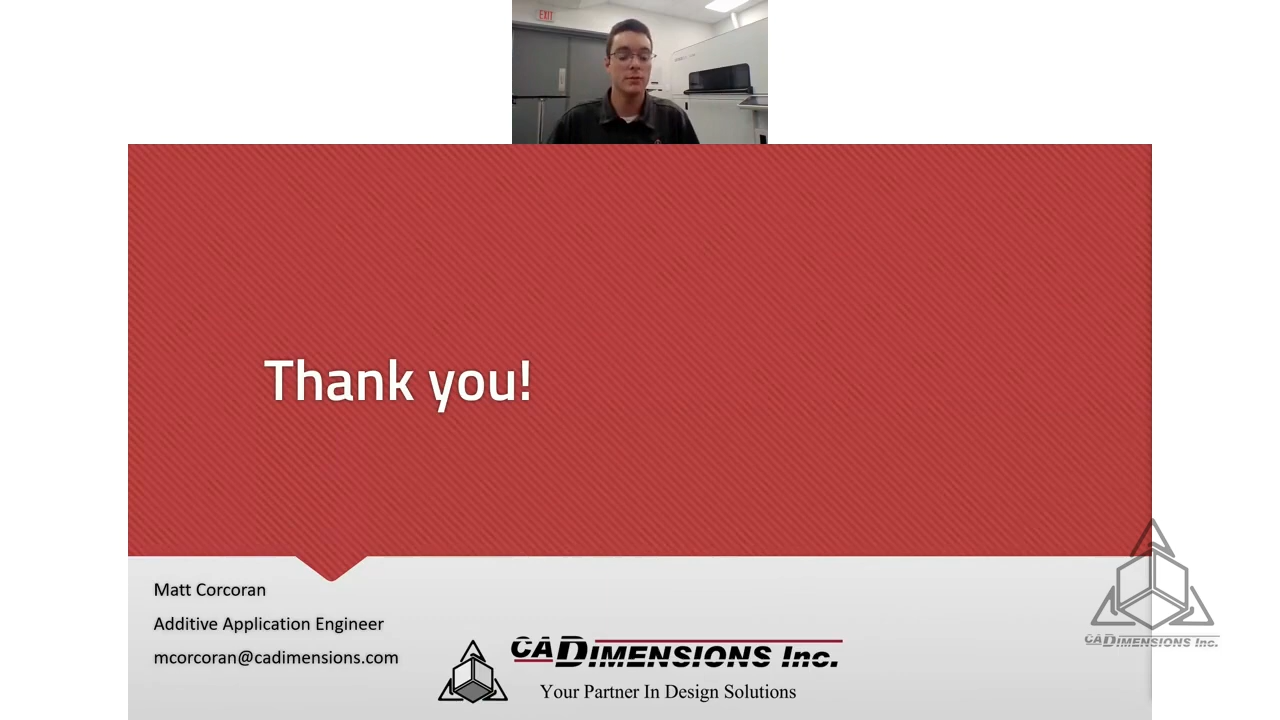 EXIT
Thank you!
Matt Corcoran
Additive Application Engineer
mcorcoran@cadimensions.com
CADIMENSIONS Inc.
Your Partner In Design Solutions
CADIMENSIONS Inc.